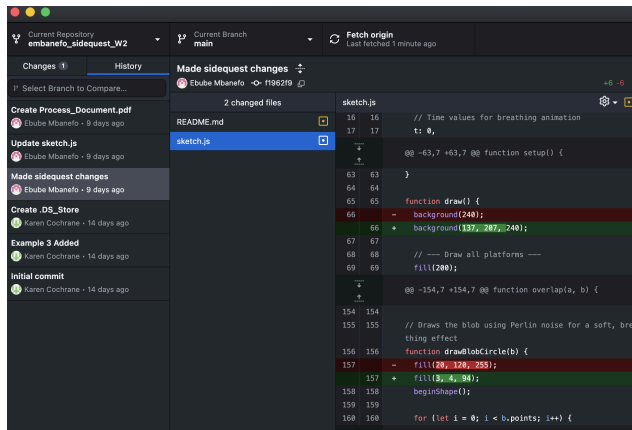 Current Repository
embanefo_sidequest_W2
Current Branch
main
Fetch origin
Last fetched 1 minute ago
Changes 1
History
Select Branch to Compare...
Create Process_Document.pdf
Ebube Mbanefo • 9 days ago
Update sketch.js
Ebube Mbanefo • 9 days ago
Made sidequest changes
Ebube Mbanefo • 9 days ago
Create .DS_Store
Karen Cochrane • 14 days ago
Example 3 Added
Karen Cochrane • 14 days ago
Initial commit
Karen Cochrane • 14 days ago
Made sidequest changes
Ebube Mbanefo f1962f9
+6 -6
2 changed files
README.md
sketch.js
sketch.js
16 16 // Time values for breathing animation
17 17 t: 0,
@@ -63,7 +63,7 @@ function setup() {
63 63 }
64 64
65 65 function draw() {
66 - background(240);
66 + background(137, 207, 240);
67 67
68 68 // --- Draw all platforms ---
69 69 fill(200);
@@ -154,7 +154,7 @@ function overlap(a, b) {
154 154
155 155 // Draws the blob using Perlin noise for a soft, bre
thing effect
156 156 function drawBlobCircle(b) {
157 - fill(20, 120, 255);
157 + fill(3, 4, 94);
158 158 beginShape();
159 159
160 160 for (let i = 0; i < b.points; i++) {